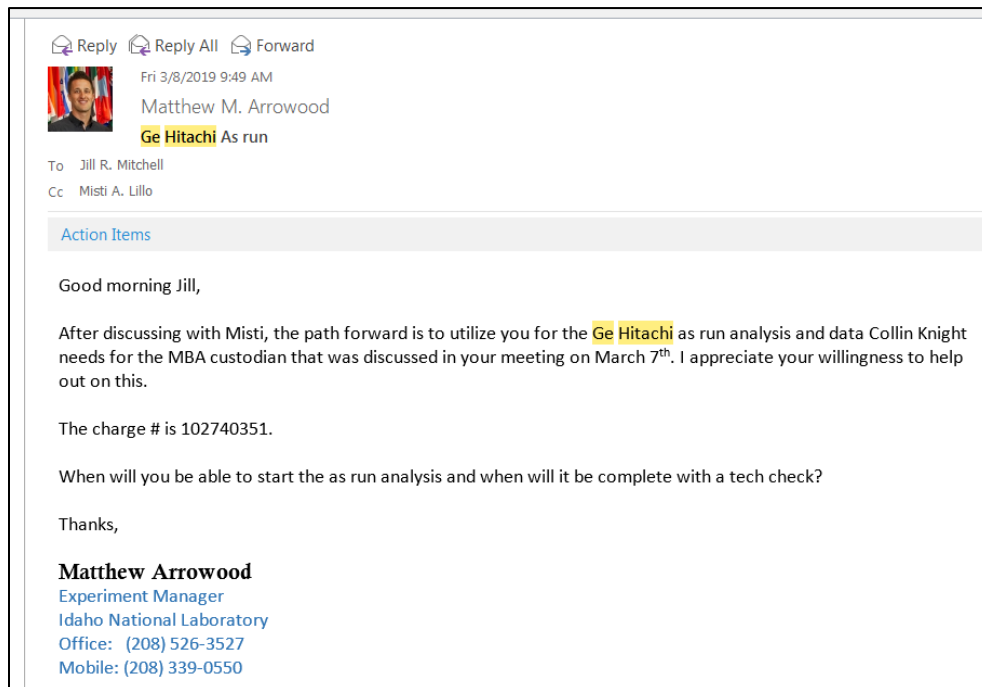 Reply Reply All Forward
Fri 3/8/2019 9:49 AM
Matthew M. Arrowood
Ge Hitachi As run
To Jill R. Mitchell
Cc Misti A. Lillo
Action Items
Good morning Jill,
After discussing with Misti, the path forward is to utilize you for the Ge Hitachi as run analysis and data Collin Knight
needs for the MBA custodian that was discussed in your meeting on March 7th. I appreciate your willingness to help
out on this.
The charge # is 102740351.
When will you be able to start the as run analysis and when will it be complete with a tech check?
Thanks,
Matthew Arrowood
Experiment Manager
Idaho National Laboratory
Office: (208) 526-3527
Mobile: (208) 339-0550